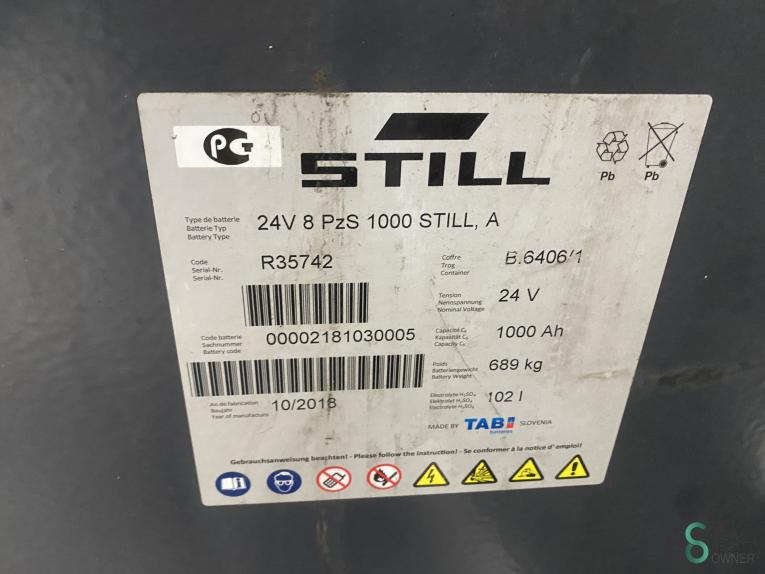 PG
STILL
Pb Pb
Type de batterie
Batterie Typ
Battery Type
24V 8 PzS 1000 STILL, A
Code
Serial-Nr.
Serial-Nr.
R35742
Coffre
Trog
Container
B.6406/1
Tension
Nennspannung
Nominal Voltage
24 V
Code batterie
Sachnummer
Battery code
00002181030005
Capacité C₅
Kapazität C₅
Capacity C₅
1000 Ah
Poids
Batteriengewicht
Battery Weight
689 kg
An de fabrication
Baujahr
Year of manufacture
10/2018
Electrolyte H₂SO₄
Elektrolyt H₂SO₄
Electrolyte H₂SO₄
102 l
MADE BY TAB batteries SLOVENIA
Gebrauchsanweisung beachten! - Please follow the instruction! - Se conformer à la notice d' emploi!
OWNER